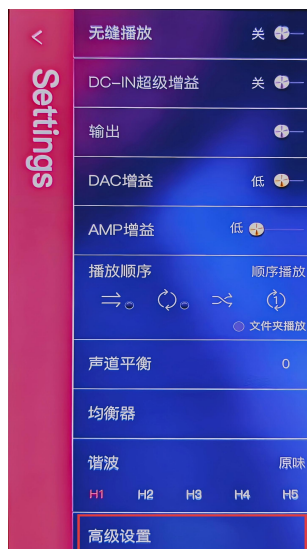 <
Settings
无缝播放 关
DC-IN超级增益 关
输出
DAC增益 低
AMP增益 低
播放顺序 顺序播放
1
文件夹播放
声道平衡 0
均衡器
谐波 原味
H1 H2 H3 H4 H5
高级设置